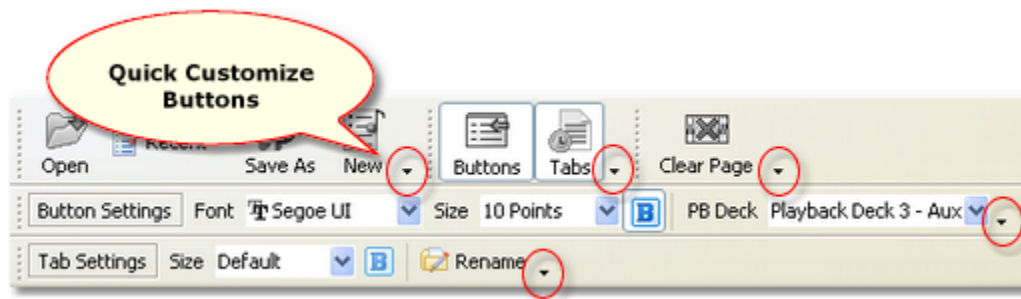 Quick Customize
Buttons
Recent
Open Save As New Buttons Tabs Clear Page
Button Settings Font Segoe UI Size 10 Points B PB Deck Playback Deck 3 - Aux
Tab Settings Size Default B Rename